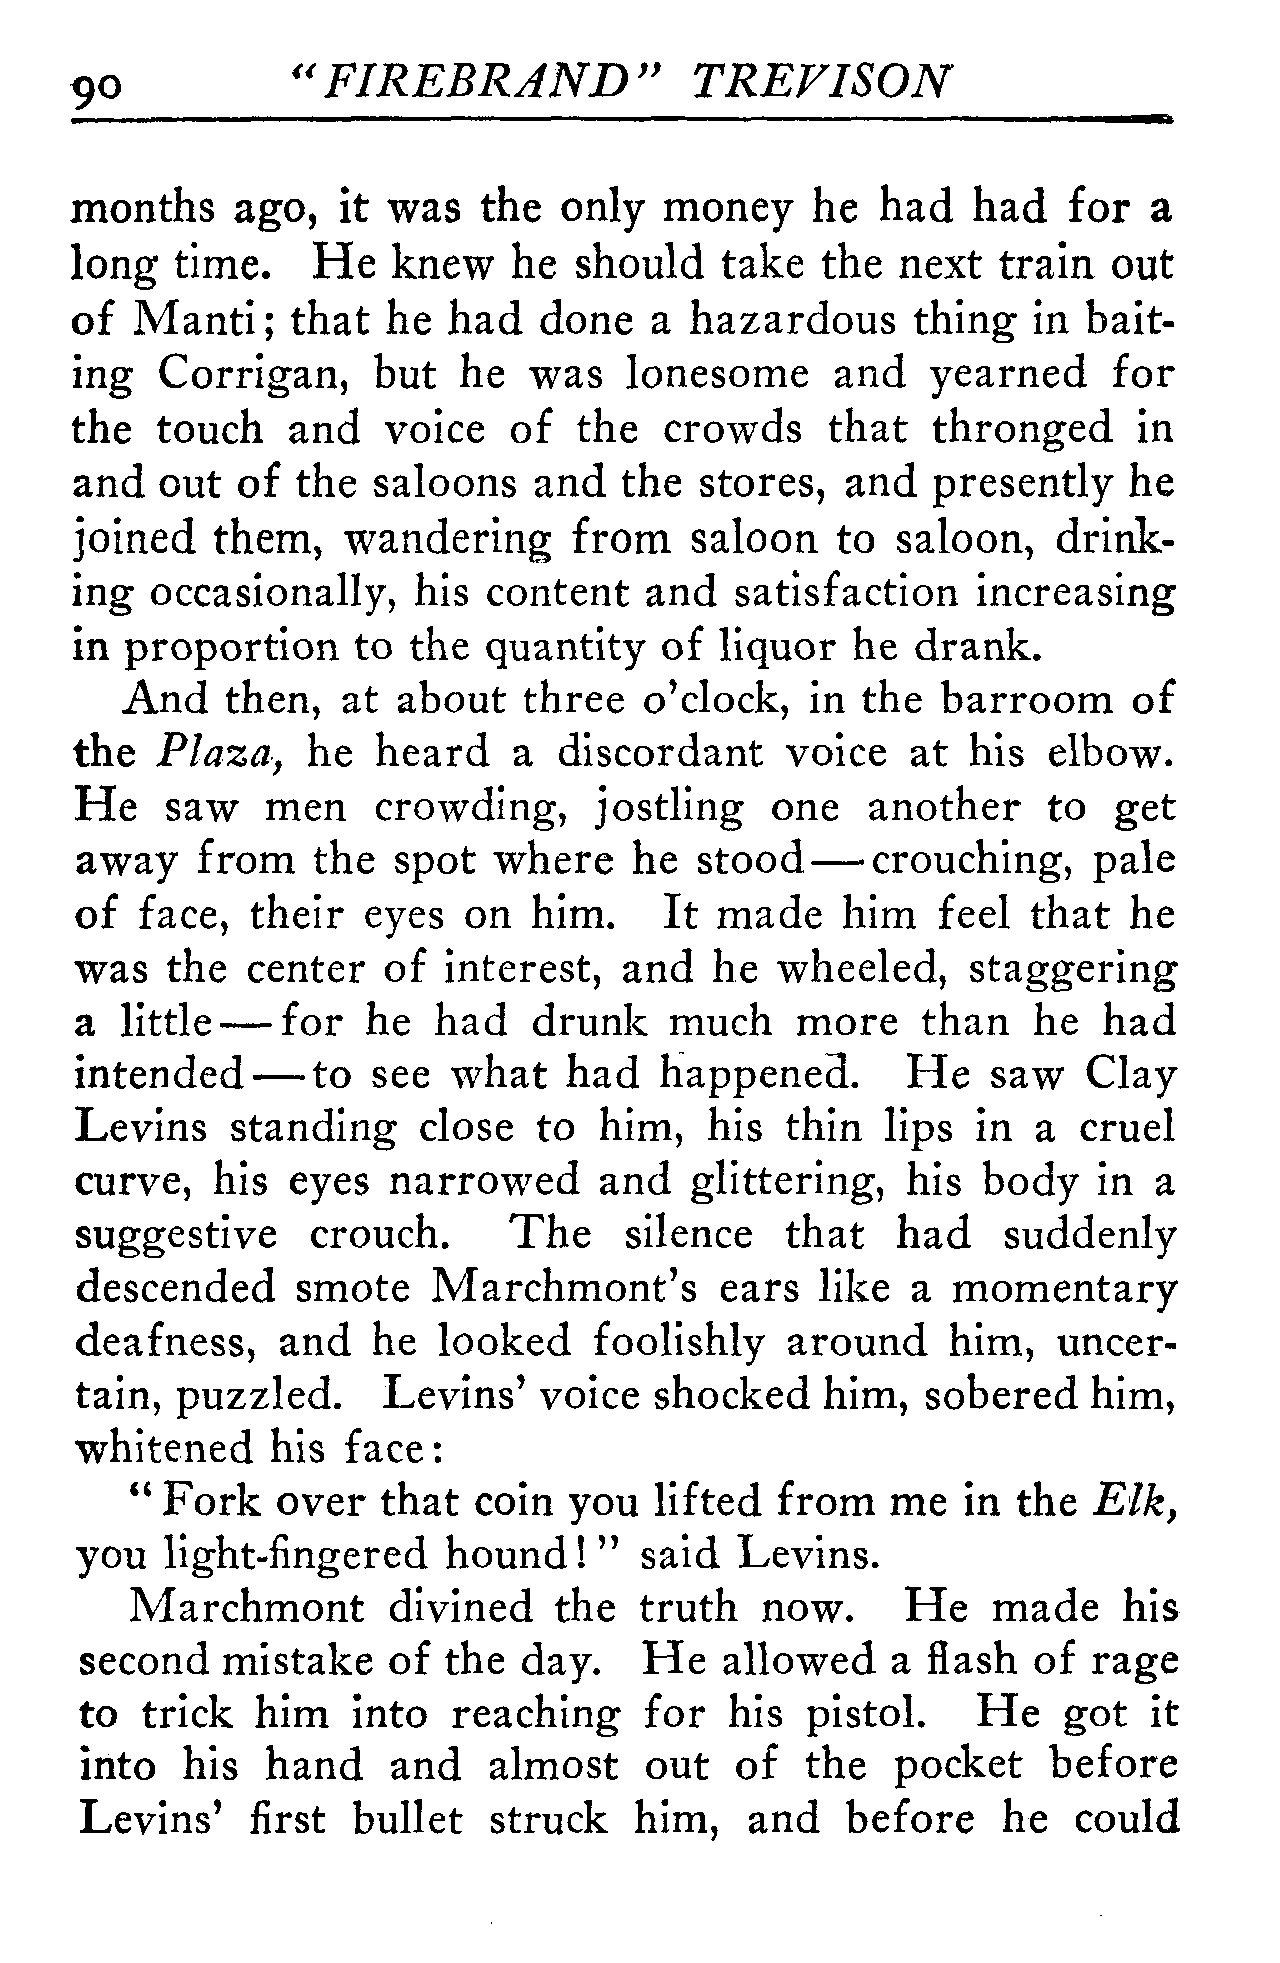 90 "FIREBRAND" TREVISON
months ago, it was the only money he had had for a
long time. He knew he should take the next train out
of Manti; that he had done a hazardous thing in bait-
ing Corrigan, but he was lonesome and yearned for
the touch and voice of the crowds that thronged in
and out of the saloons and the stores, and presently he
joined them, wandering from saloon to saloon, drink-
ing occasionally, his content and satisfaction increasing
in proportion to the quantity of liquor he drank.
And then, at about three o'clock, in the barroom of
the Plaza, he heard a discordant voice at his elbow.
He saw men crowding, jostling one another to get
away from the spot where he stood—crouching, pale
of face, their eyes on him. It made him feel that he
was the center of interest, and he wheeled, staggering
a little—for he had drunk much more than he had
intended—to see what had happened. He saw Clay
Levins standing close to him, his thin lips in a cruel
curve, his eyes narrowed and glittering, his body in a
suggestive crouch. The silence that had suddenly
descended smote Marchmont's ears like a momentary
deafness, and he looked foolishly around him, uncer-
tain, puzzled. Levins' voice shocked him, sobered him,
whitened his face:
"Fork over that coin you lifted from me in the Elk,
you light-fingered hound!" said Levins.
Marchmont divined the truth now. He made his
second mistake of the day. He allowed a flash of rage
to trick him into reaching for his pistol. He got it
into his hand and almost out of the pocket before
Levins' first bullet struck him, and before he could